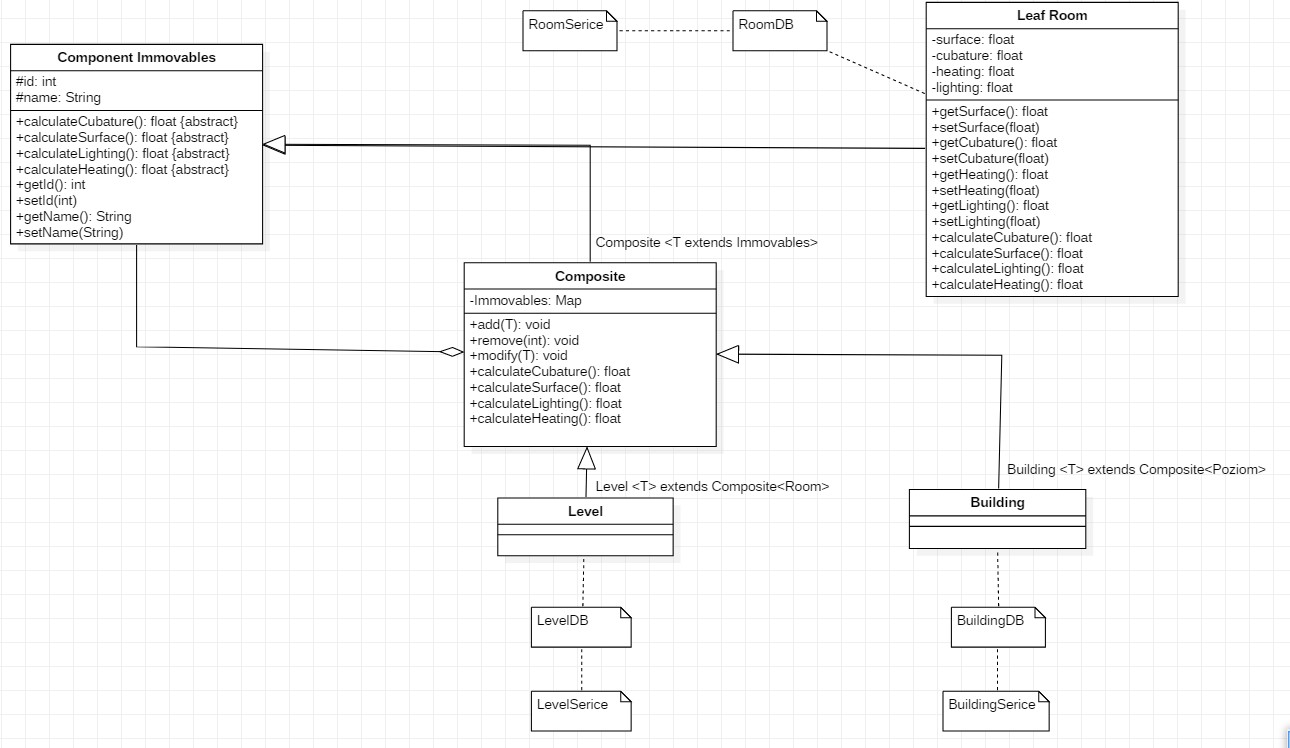 Component Immovables
#id: int
#name: String
+calculateCubature(): float {abstract}
+calculateSurface(): float {abstract}
+calculateLighting(): float {abstract}
+calculateHeating(): float {abstract}
+getId(): int
+setId(int)
+getName(): String
+setName(String)
RoomSerice
RoomDB
Leaf Room
-surface: float
-cubature: float
-heating: float
-lighting: float
+getSurface(): float
+setSurface(float)
+getCubature(): float
+setCubature(float)
+getHeating(): float
+setHeating(float)
+getLighting(): float
+setLighting(float)
+calculateCubature(): float
+calculateSurface(): float
+calculateLighting(): float
+calculateHeating(): float
Composite <T extends Immovables>
Composite
-Immovables: Map
+add(T): void
+remove(int): void
+modify(T): void
+calculateCubature(): float
+calculateSurface(): float
+calculateLighting(): float
+calculateHeating(): float
Level <T> extends Composite<Room>
Level
LevelDB
LevelSerice
Building <T> extends Composite<Poziom>
Building
BuildingDB
BuildingSerice